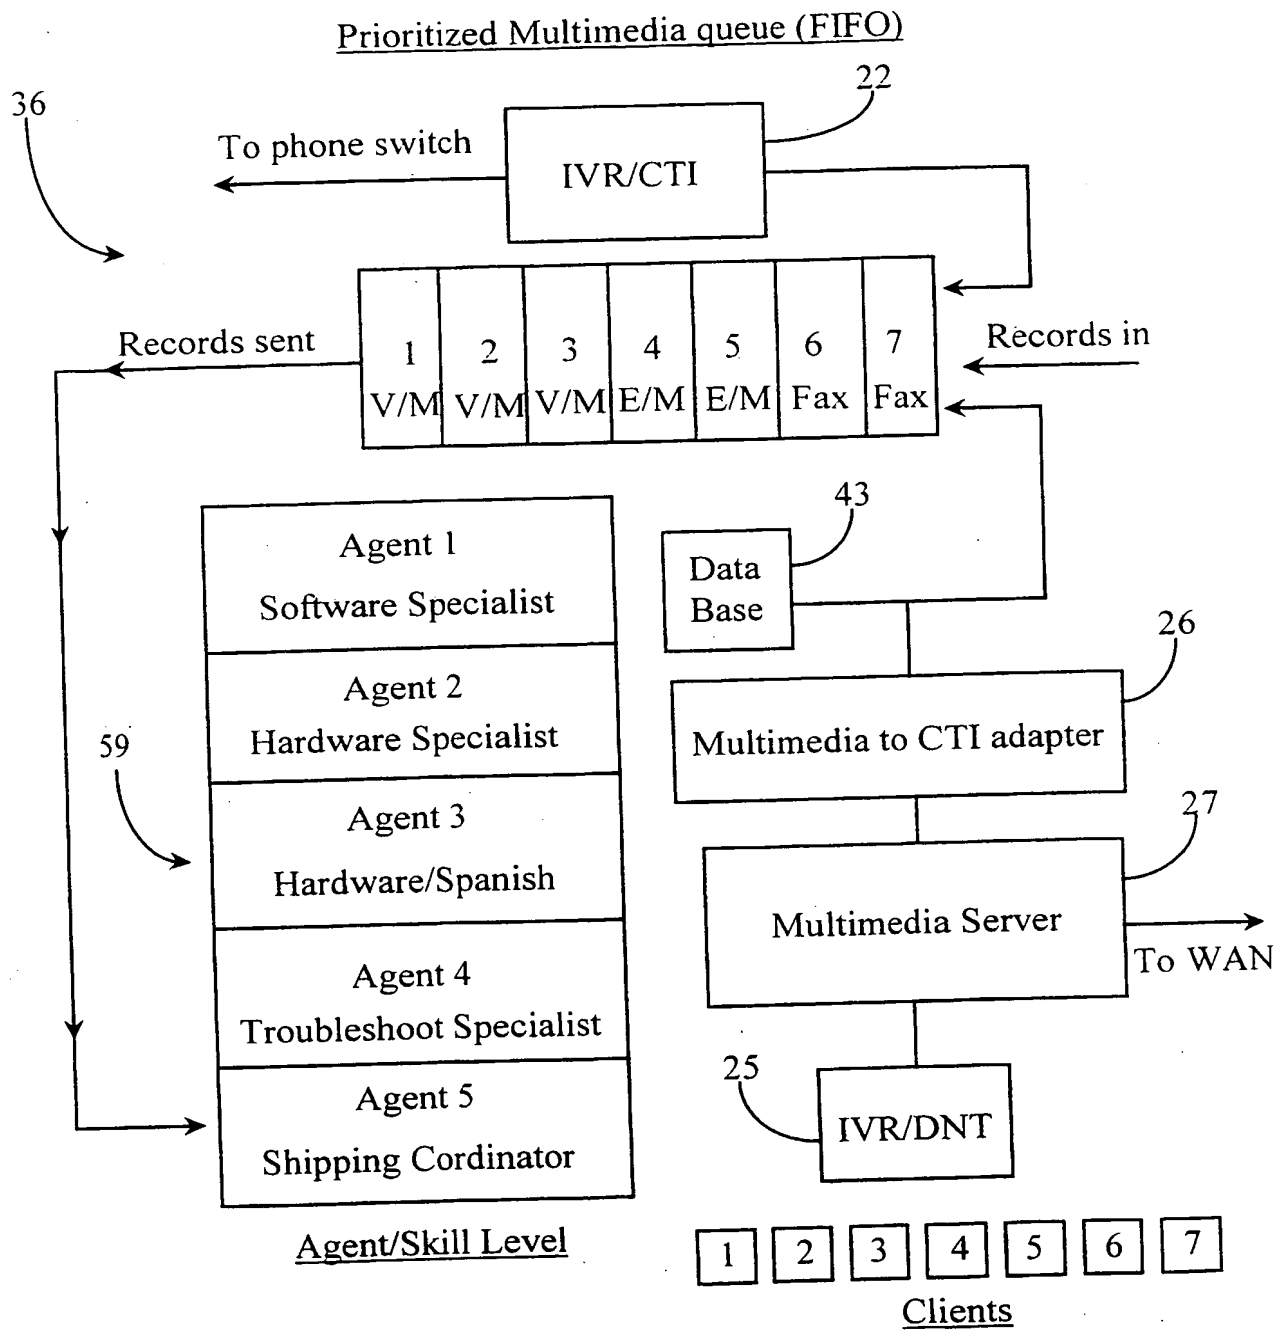 Prioritized Multimedia queue (FIFO)
36
22
To phone switch
IVR/CTI
Records sent
1
V/M
2
V/M
3
V/M
4
E/M
5
E/M
6
Fax
7
Fax
Records in
Agent 1
Software Specialist
Agent 2
Hardware Specialist
59
Agent 3
Hardware/Spanish
Agent 4
Troubleshoot Specialist
Agent 5
Shipping Cordinator
Agent/Skill Level
43
Data
Base
26
Multimedia to CTI adapter
27
Multimedia Server
To WAN
25
IVR/DNT
1 2 3 4 5 6 7
Clients